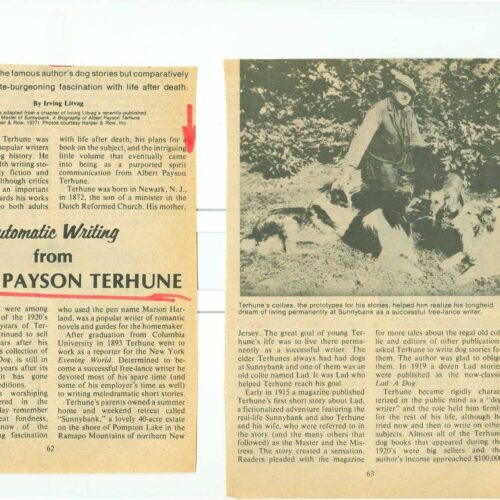 he famous author's dog stories but comparatively
te-burgeoning fascination with life after death.
By Irving Litvag
adapted from a chapter of Irving Litvag's recently-published
Master of Sunnybank: A Biography of Albert Payson Terhune
er & Row, 1977). Photos courtesy Harper & Row, Inc.
Terhune was
popular writers
g history. He
lth writing sto-
y fiction and
although critics
an important
wards his works
o both adults
with life after death, his plans for a
book on the subject, and the intriguing
little volume that eventually came
into being as a purported spirit
communication from Albert Payson
Terhune.
Terhune was born in Newark, N. J.,
in 1872, the son of a minister in the
Dutch Reformed Church. His mother,
utomatic Writing
from
PAYSON TERHUNE
were among
of the 1920's
years of Ter-
ontinued to sell
ars after his
s collection of
Dog, is still in
ears after its
it has gone
editions.
a worshiping
ered in the
day remember
eat fondness,
now of the
ng fascination
who used the pen name Marion Har-
land, was a popular writer of romantic
novels and guides for the homemaker.
After graduation from Columbia
University in 1893 Terhune went to
work as a reporter for the New York
Evening World. Determined to be-
come a successful free-lance writer he
devoted most of his spare time (and
some of his employer's time as well)
to writing melodramatic short stories.
Terhune's parents owned a summer
home and weekend retreat called
"Sunnybank," a lovely 40-acre estate
on the shore of Pompton Lake in the
Ramapo Mountains of northern New
62
Terhune's collies, the prototypes for his stories, helped him realize his longheld
dream of living permanently at Sunnybank as a successful free-lance writer.
Jersey. The great goal of young Ter-
hune's life was to live there perma-
nently as a successful writer. The
elder Terhunes always had had dogs
at Sunnybank and one of them was an
old collie named Lad. It was Lad who
helped Terhune reach his goal.
Early in 1915 a magazine published
Terhune's first short story about Lad,
a fictionalized adventure featuring the
real-life Sunnybank and also Terhune
and his wife, who were referred to in
the story (and the many others that
followed) as the Master and the Mis-
tress. The story created a sensation.
Readers pleaded with the magazine
for more tales about the regal old co
lie and editors of other publication
asked Terhune to write dog stories for
them. The author was glad to oblige
them. In 1919 a dozen Lad stories
were published as the now-classic
Lad: A Dog.
Terhune became rigidly charac
terized in the public mind as a "dog
writer" and the role held him firmly
for the rest of his life, although he
tried now and then to write on othe
subjects. Almost all of the Terhune
dog books that appeared during the
1920's were big sellers and the
author's income approached $100,000
63